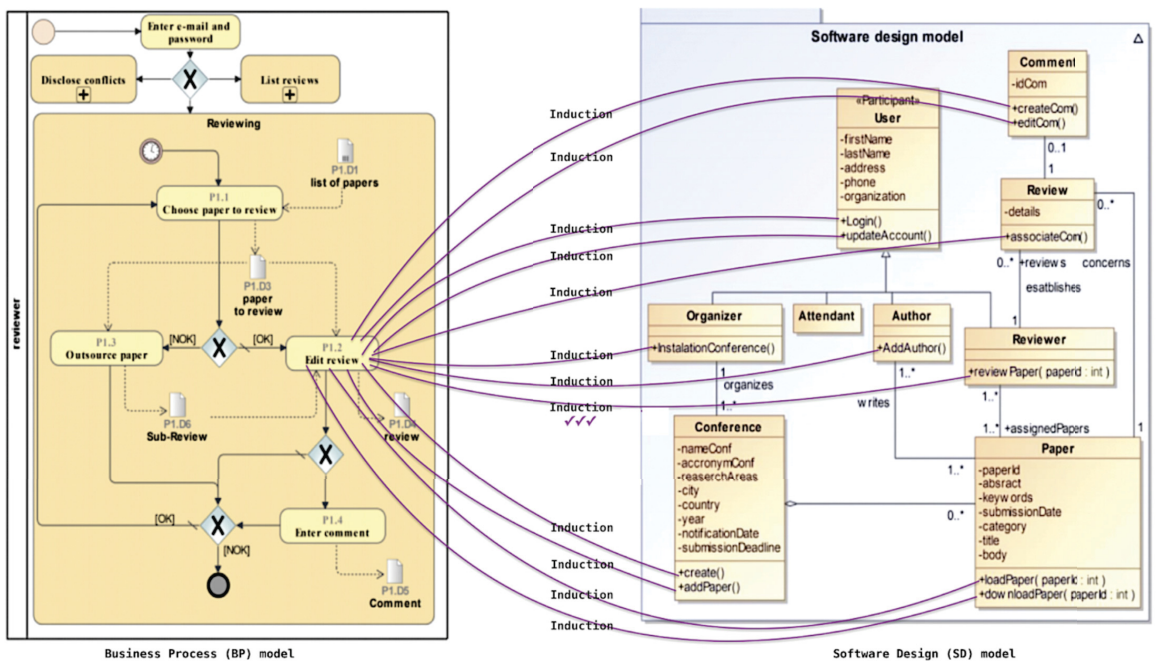 Enter e-mail and
password
Disclose conflicts
List reviews
X
Reviewing
P1.1
Choose paper to review
P1.D1
list of papers
P1.D3
paper
to review
P1.3
Outsource paper
[NOK]
X
[OK]
P1.2
Edit review
P1.D6
Sub-Review
P1.D4
review
X
P1.4
Enter comment
[OK]
X
[NOK]
P1.D5
Comment
reviewer
Business Process (BP) model
Induction
Induction
Induction
Induction
Induction
Induction
Induction
Induction
Induction
Induction
Induction
Induction
Software design model
Comment
-idCom
+createCom()
+editCom()
0..1
1
«Participant»
User
-firstName
-lastName
-address
-phone
-organization
+Login()
+updateAccount()
Review
-details
+associateCom()
0..*
0..* +reviews
concerns
esatblishes
1
Organizer
+InstalationConference()
Attendant
Author
+AddAuthor()
Reviewer
+reviewPaper( paperId : int )
1
organizes
1..*
1..*
writes
1..*
1..*
+assignedPapers
1
1..*
0..*
Conference
-nameConf
-accronymConf
-reaserchAreas
-city
-country
-year
-notificationDate
-submissionDeadline
+create()
+addPaper()
Paper
-paperId
-absract
-keywords
-submissionDate
-category
-title
-body
+loadPaper( paperId : int )
+downloadPaper( paperId : int )
Software Design (SD) model